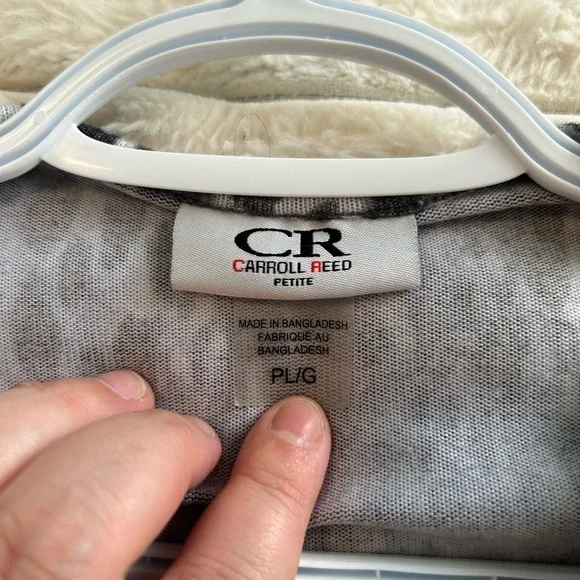 CR
CARROLL REED
PETITE
MADE IN BANGLADESH
FABRIQUÉ AU
BANGLADESH
PL/G